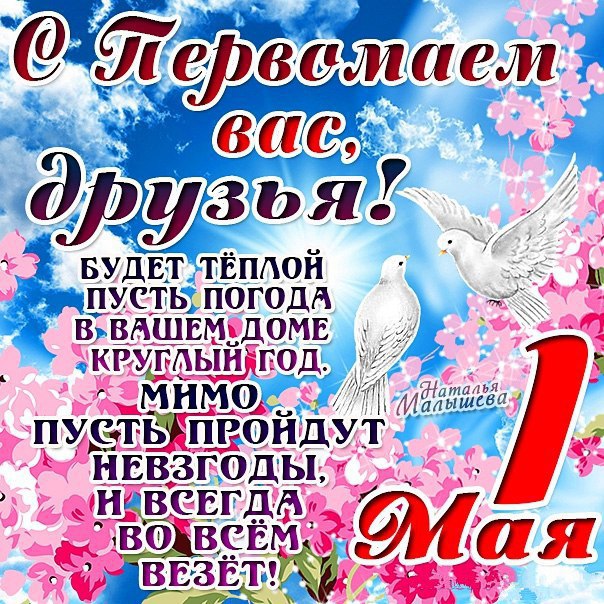 С Первомаем
вас,
друзья!
БУДЕТ ТЁПЛОЙ
ПУСТЬ ПОГОДА
В ВАШЕМ ДОМЕ
КРУГЛЫЙ ГОД.
МИМО
ПУСТЬ ПРОЙДУТ
НЕВЗГОДЫ,
И ВСЕГДА
ВО ВСЁМ
ВЕЗЁТ!
Наталья
Малышева
1
Мая